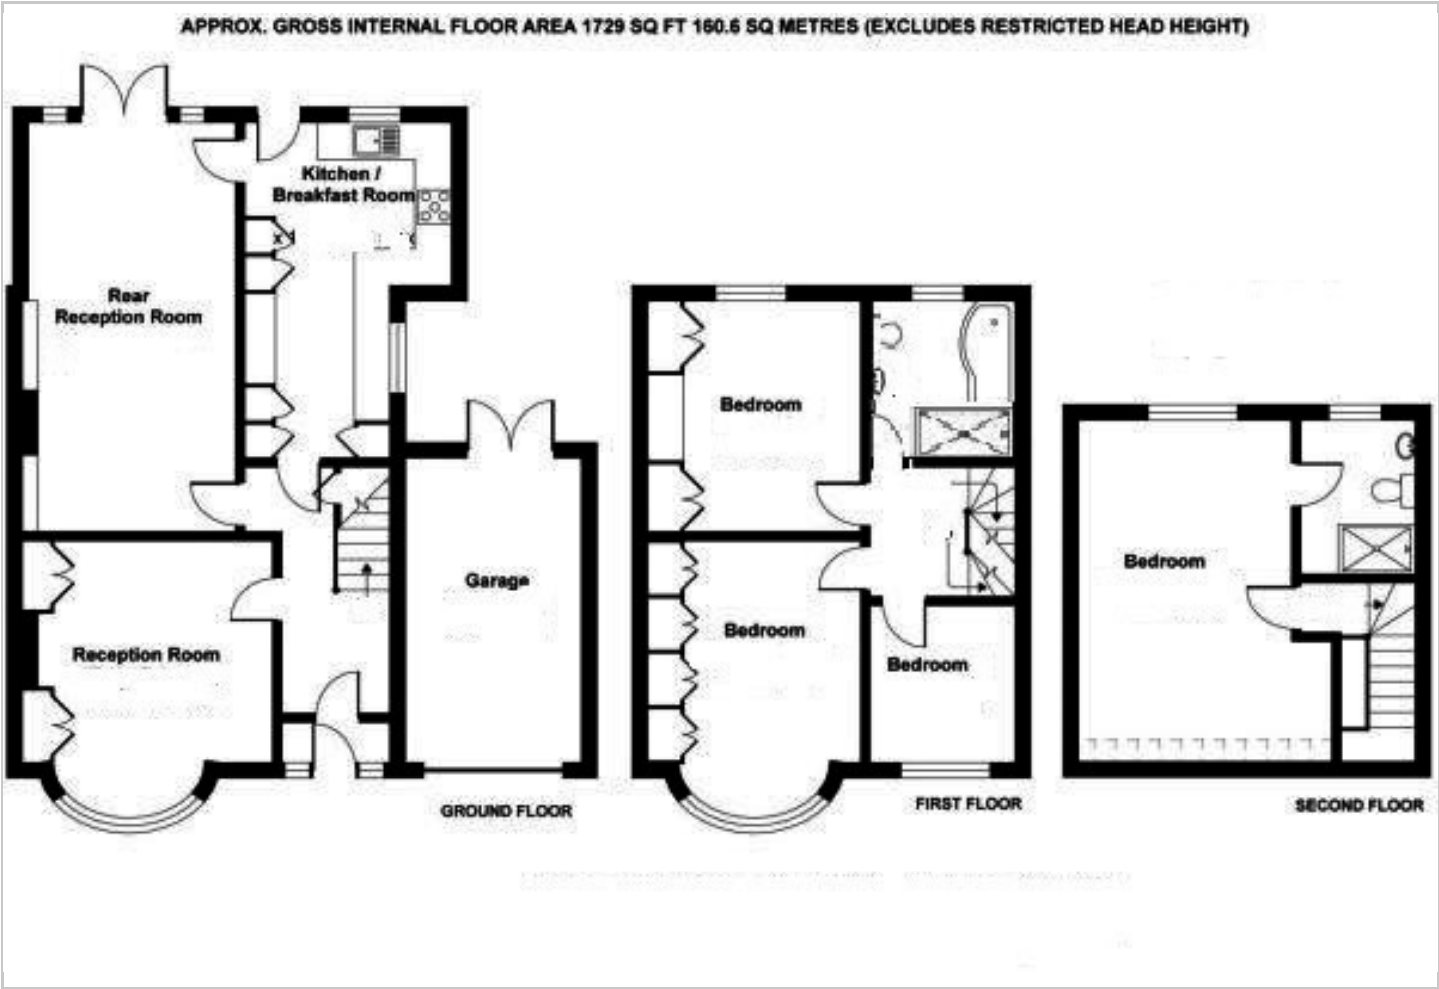 APPROX. GROSS INTERNAL FLOOR AREA 1729 SQ FT 160.6 SQ METRES (EXCLUDES RESTRICTED HEAD HEIGHT)
Kitchen /
Breakfast Room
Rear
Reception Room
Reception Room
Garage
GROUND FLOOR
Bedroom
Bedroom
Bedroom
FIRST FLOOR
Bedroom
SECOND FLOOR